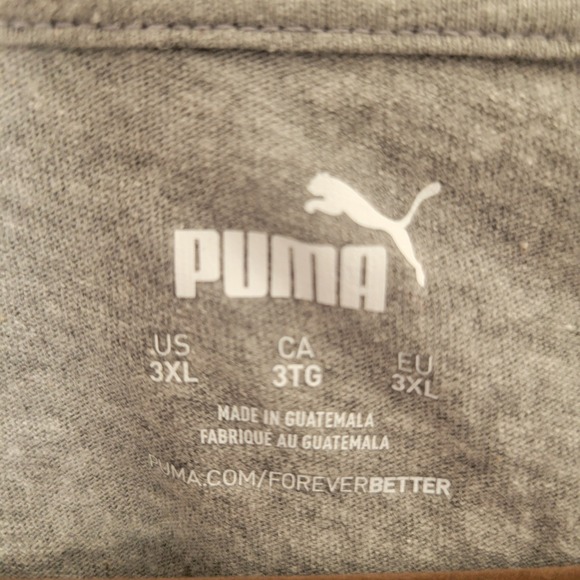 PUMA
US CA EU
3XL 3TG 3XL
MADE IN GUATEMALA
FABRIQUE AU GUATEMALA
PUMA.COM/FOREVERBETTER